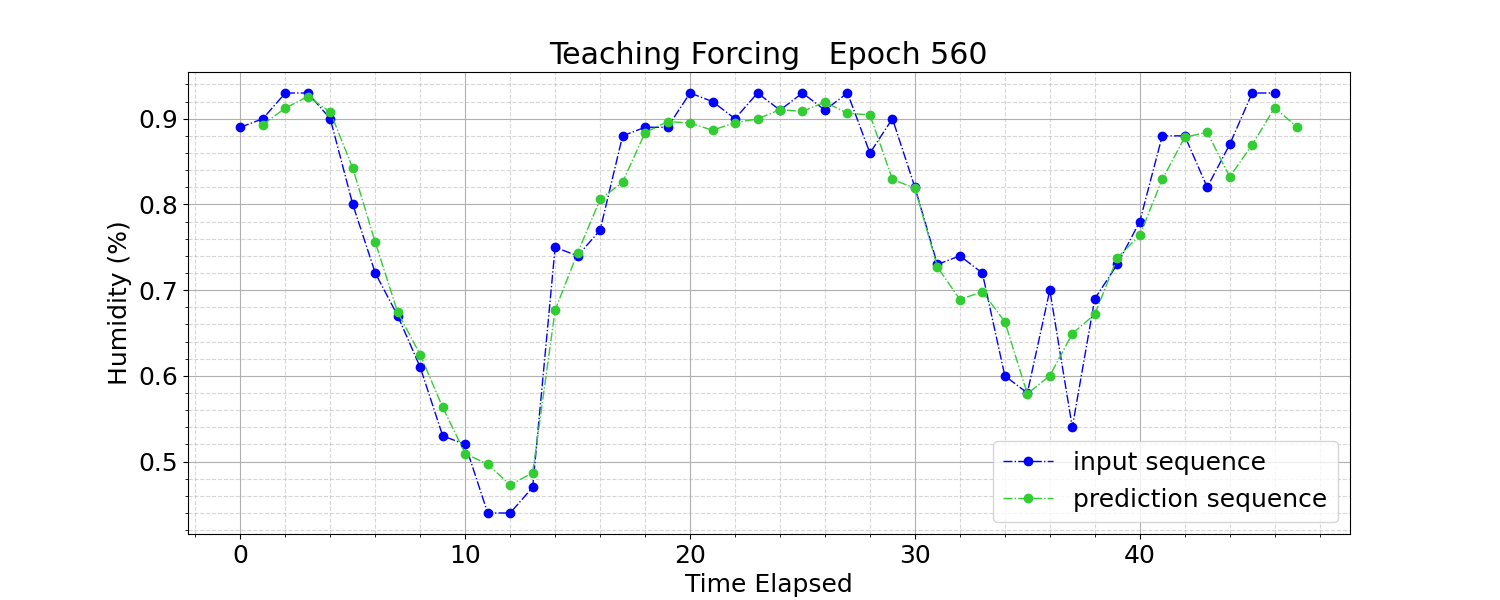 Teaching Forcing   Epoch 560
Humidity (%)
0.9
0.8
0.7
0.6
0.5
input sequence
prediction sequence
0 10 20 30 40
Time Elapsed